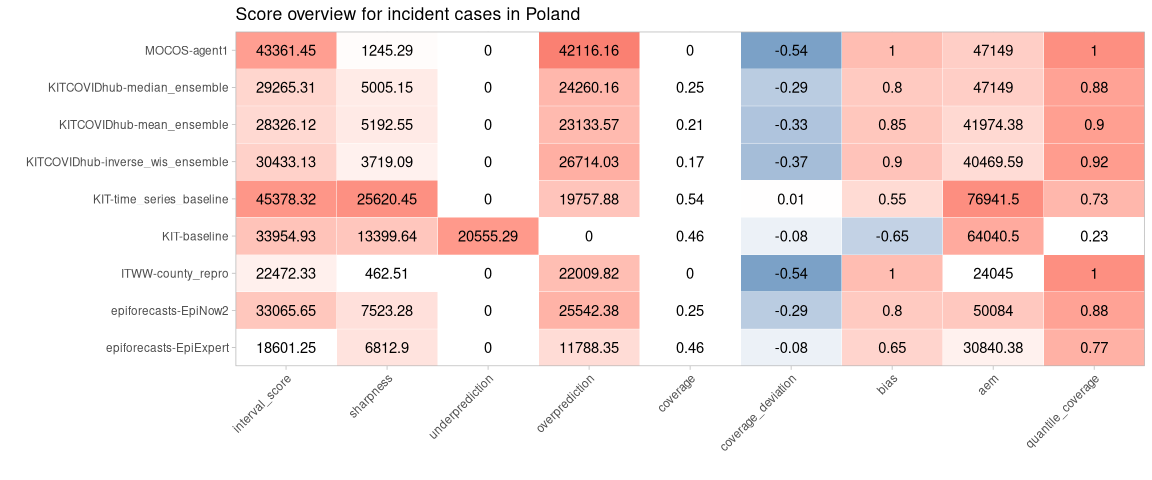 Score overview for incident cases in Poland
MOCOS-agent1 43361.45 1245.29 0 42116.16 0 -0.54 1 47149 1
KITCOVIDhub-median_ensemble 29265.31 5005.15 0 24260.16 0.25 -0.29 0.8 47149 0.88
KITCOVIDhub-mean_ensemble 28326.12 5192.55 0 23133.57 0.21 -0.33 0.85 41974.38 0.9
KITCOVIDhub-inverse_wis_ensemble 30433.13 3719.09 0 26714.03 0.17 -0.37 0.9 40469.59 0.92
KIT-time_series_baseline 45378.32 25620.45 0 19757.88 0.54 0.01 0.55 76941.5 0.73
KIT-baseline 33954.93 13399.64 20555.29 0 0.46 -0.08 -0.65 64040.5 0.23
ITWW-county_repro 22472.33 462.51 0 22009.82 0 -0.54 1 24045 1
epiforecasts-EpiNow2 33065.65 7523.28 0 25542.38 0.25 -0.29 0.8 50084 0.88
epiforecasts-EpiExpert 18601.25 6812.9 0 11788.35 0.46 -0.08 0.65 30840.38 0.77
interval_score sharpness underprediction overprediction coverage coverage_deviation bias aem quantile_coverage